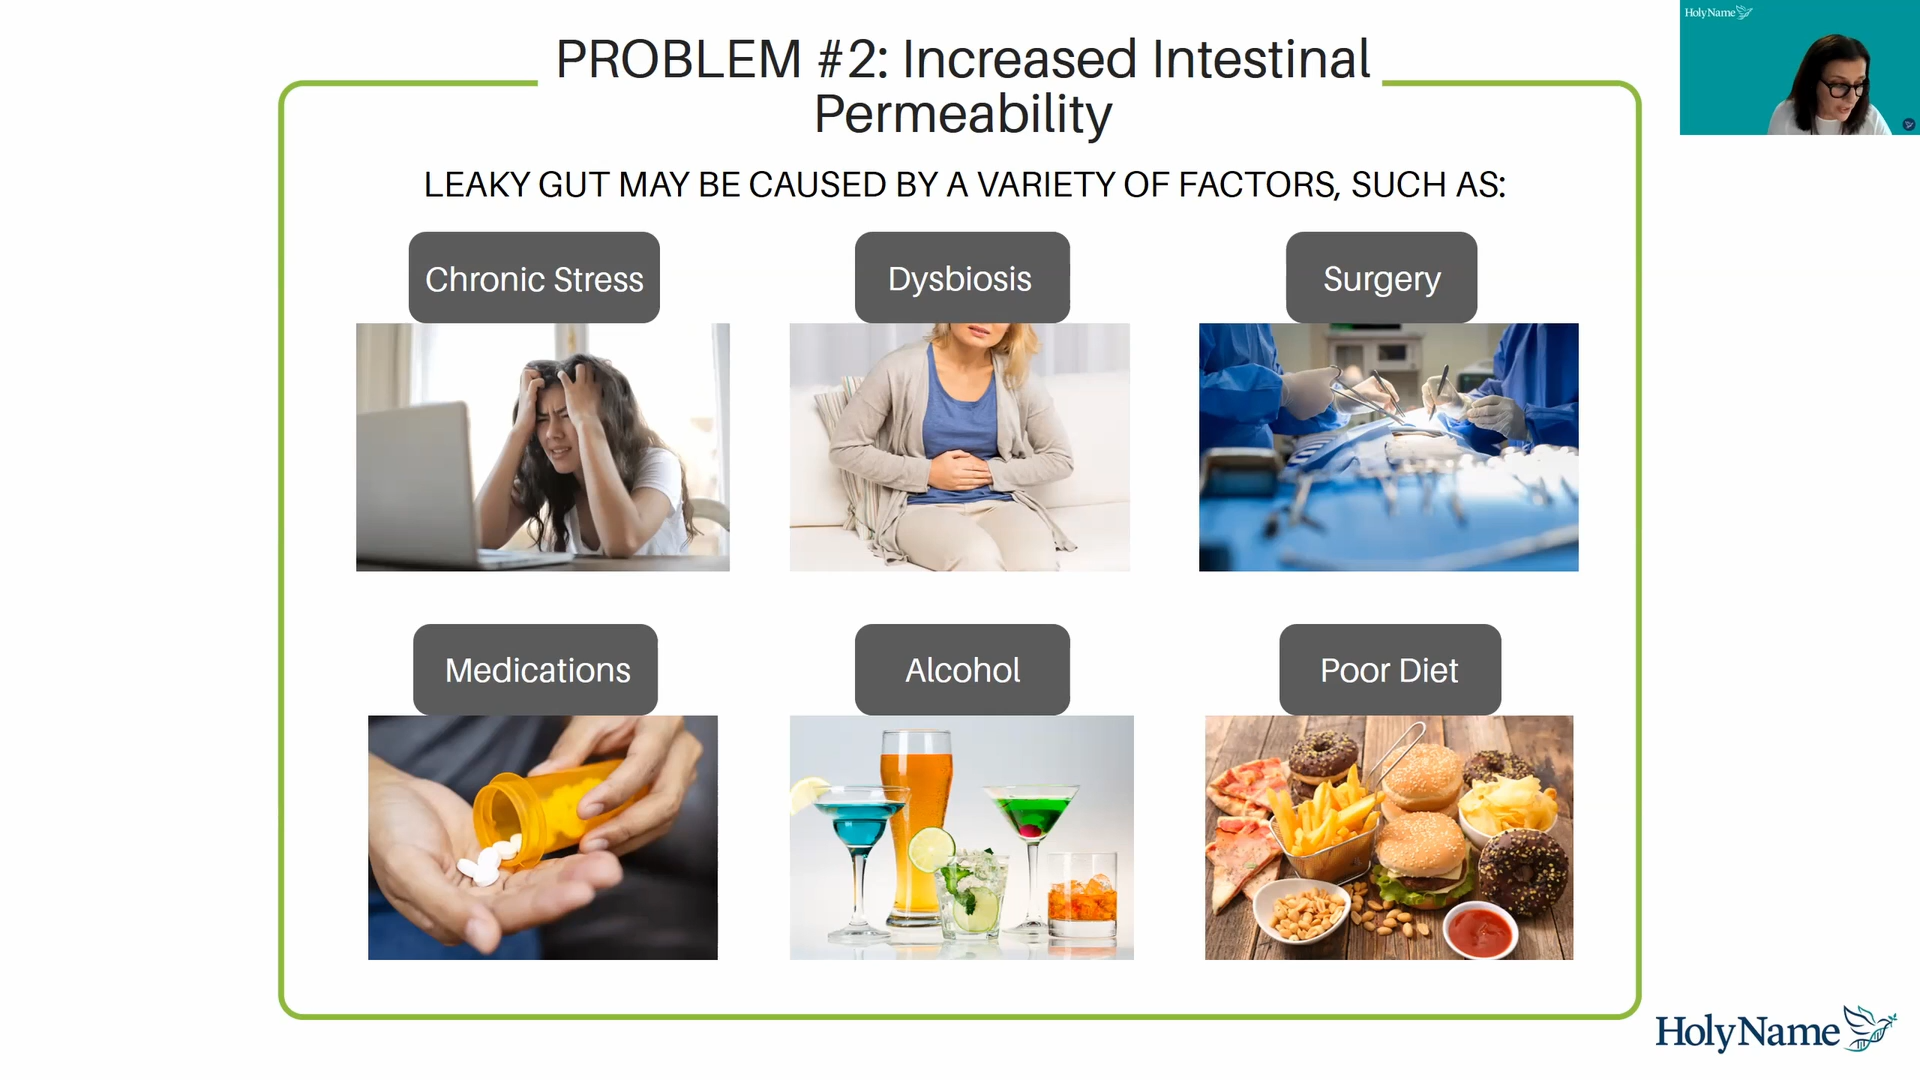 HolyName
PROBLEM #2: Increased Intestinal
Permeability
LEAKY GUT MAY BE CAUSED BY A VARIETY OF FACTORS, SUCH AS:
Chronic Stress
Dysbiosis
Surgery
Medications
Alcohol
Poor Diet
HolyName